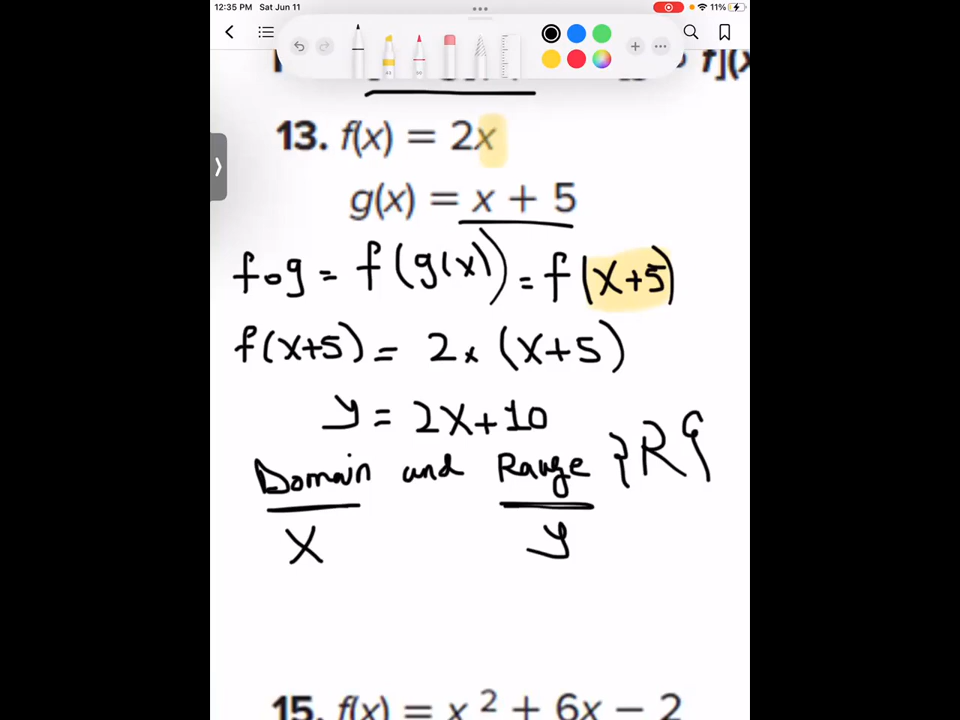 12:35 PM Sat Jun 11
11%
f](x
13. f(x) = 2x
g(x) = x + 5
fog = f(g(x)) = f(x+5)
f(x+5) = 2 x (x+5)
y = 2x+10
Domain and Range }R{
x y
15. f(x) = x² + 6x − 2